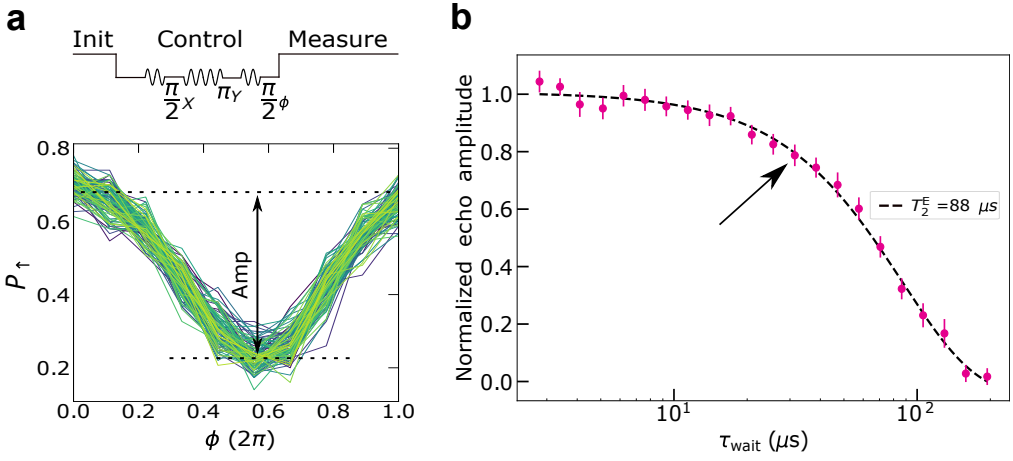 a
Init Control Measure
π/2 X π Y π/2 ϕ
0.8
0.6
0.4
0.2
P↑
Amp
0.0 0.2 0.4 0.6 0.8 1.0
ϕ (2π)
b
1.0
0.8
0.6
0.4
0.2
0.0
Normalized echo amplitude
T₂ᴱ =88 μs
10¹ 10²
τwait (μs)